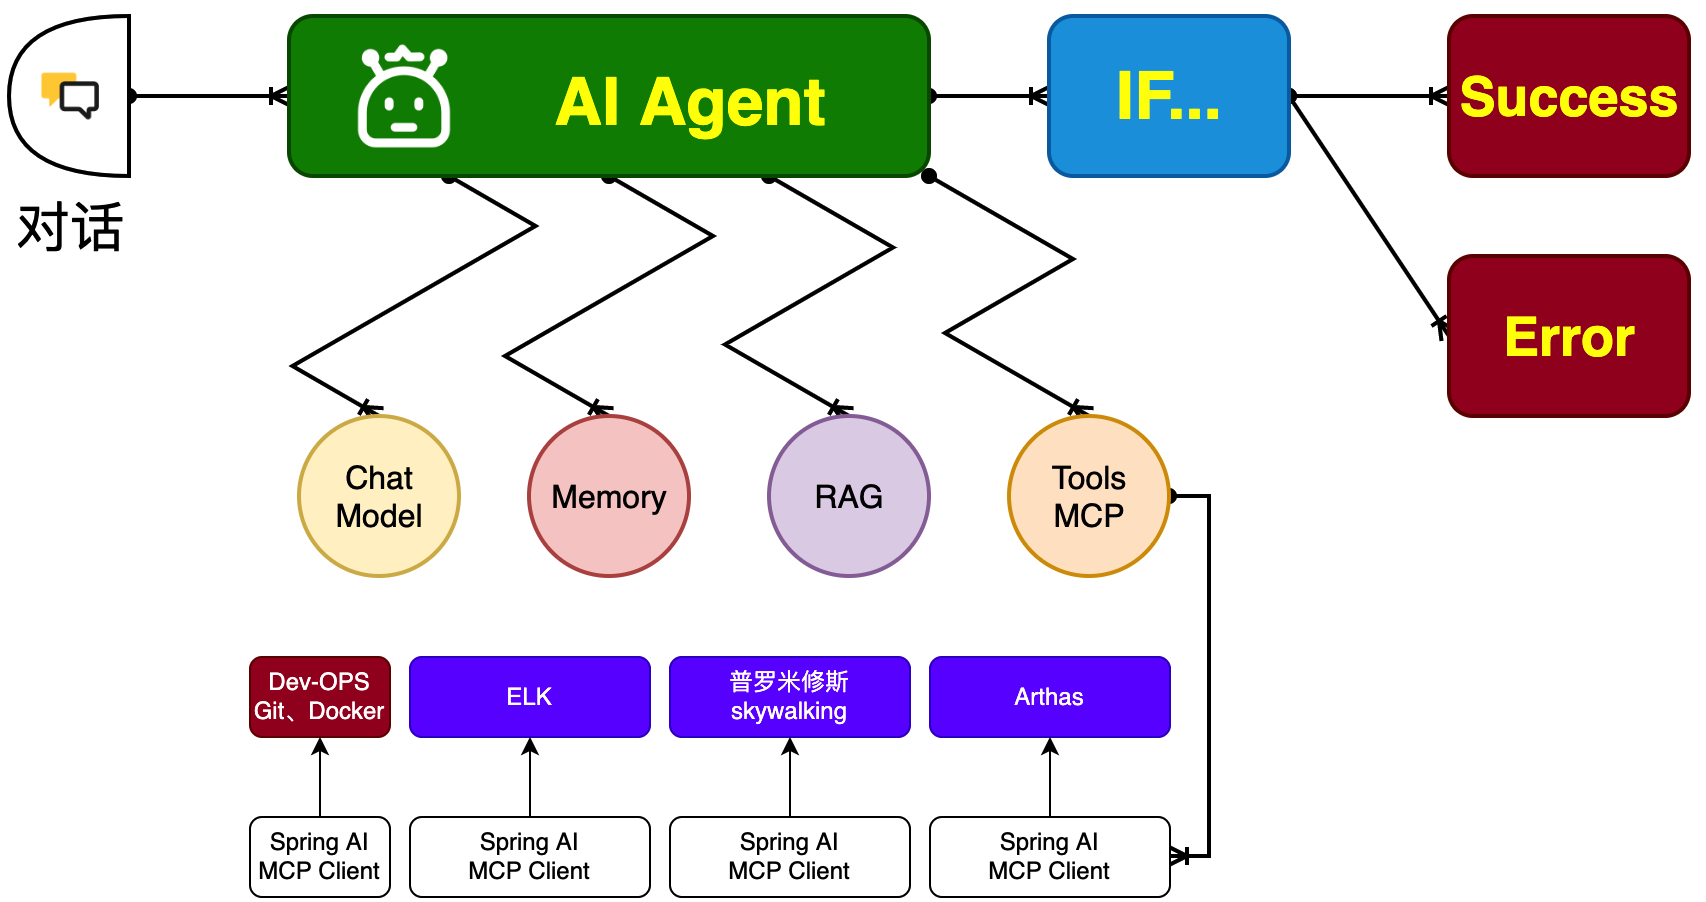 AI Agent
IF...
Success
对话
Error
Chat
Model
Memory
RAG
Tools
MCP
Dev-OPS
Git、Docker
ELK
普罗米修斯
skywalking
Arthas
Spring AI
MCP Client
Spring AI
MCP Client
Spring AI
MCP Client
Spring AI
MCP Client